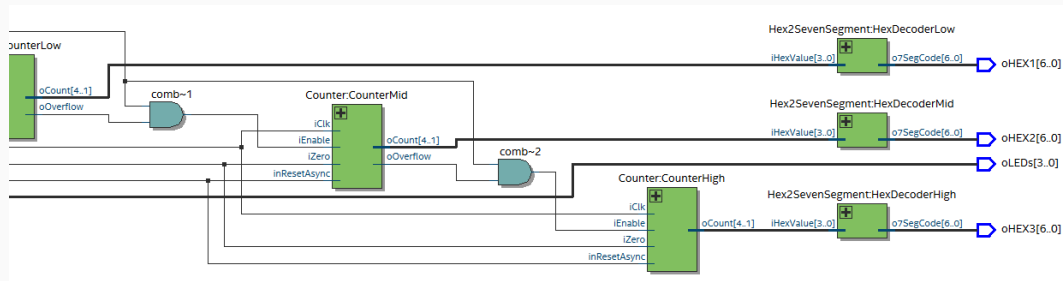 Hex2SevenSegment:HexDecoderLow
ounterLow
iHexValue[3..0] o7SegCode[6..0]
oHEX1[6..0]
oCount[4..1]
oOverflow
comb~1
Counter:CounterMid
Hex2SevenSegment:HexDecoderMid
iClk
iEnable
iZero
inResetAsync
oCount[4..1]
oOverflow
iHexValue[3..0] o7SegCode[6..0]
oHEX2[6..0]
comb~2
oLEDs[3..0]
Counter:CounterHigh
Hex2SevenSegment:HexDecoderHigh
iClk
iEnable
iZero
inResetAsync
oCount[4..1]
iHexValue[3..0] o7SegCode[6..0]
oHEX3[6..0]